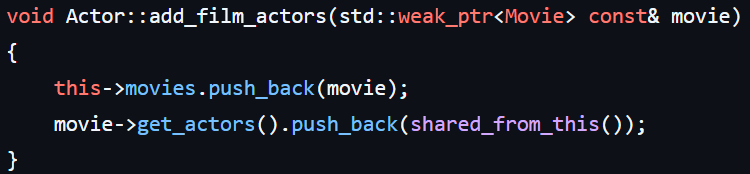 void Actor::add_film_actors(std::weak_ptr<Movie> const& movie)
{
    this->movies.push_back(movie);
    movie->get_actors().push_back(shared_from_this());
}